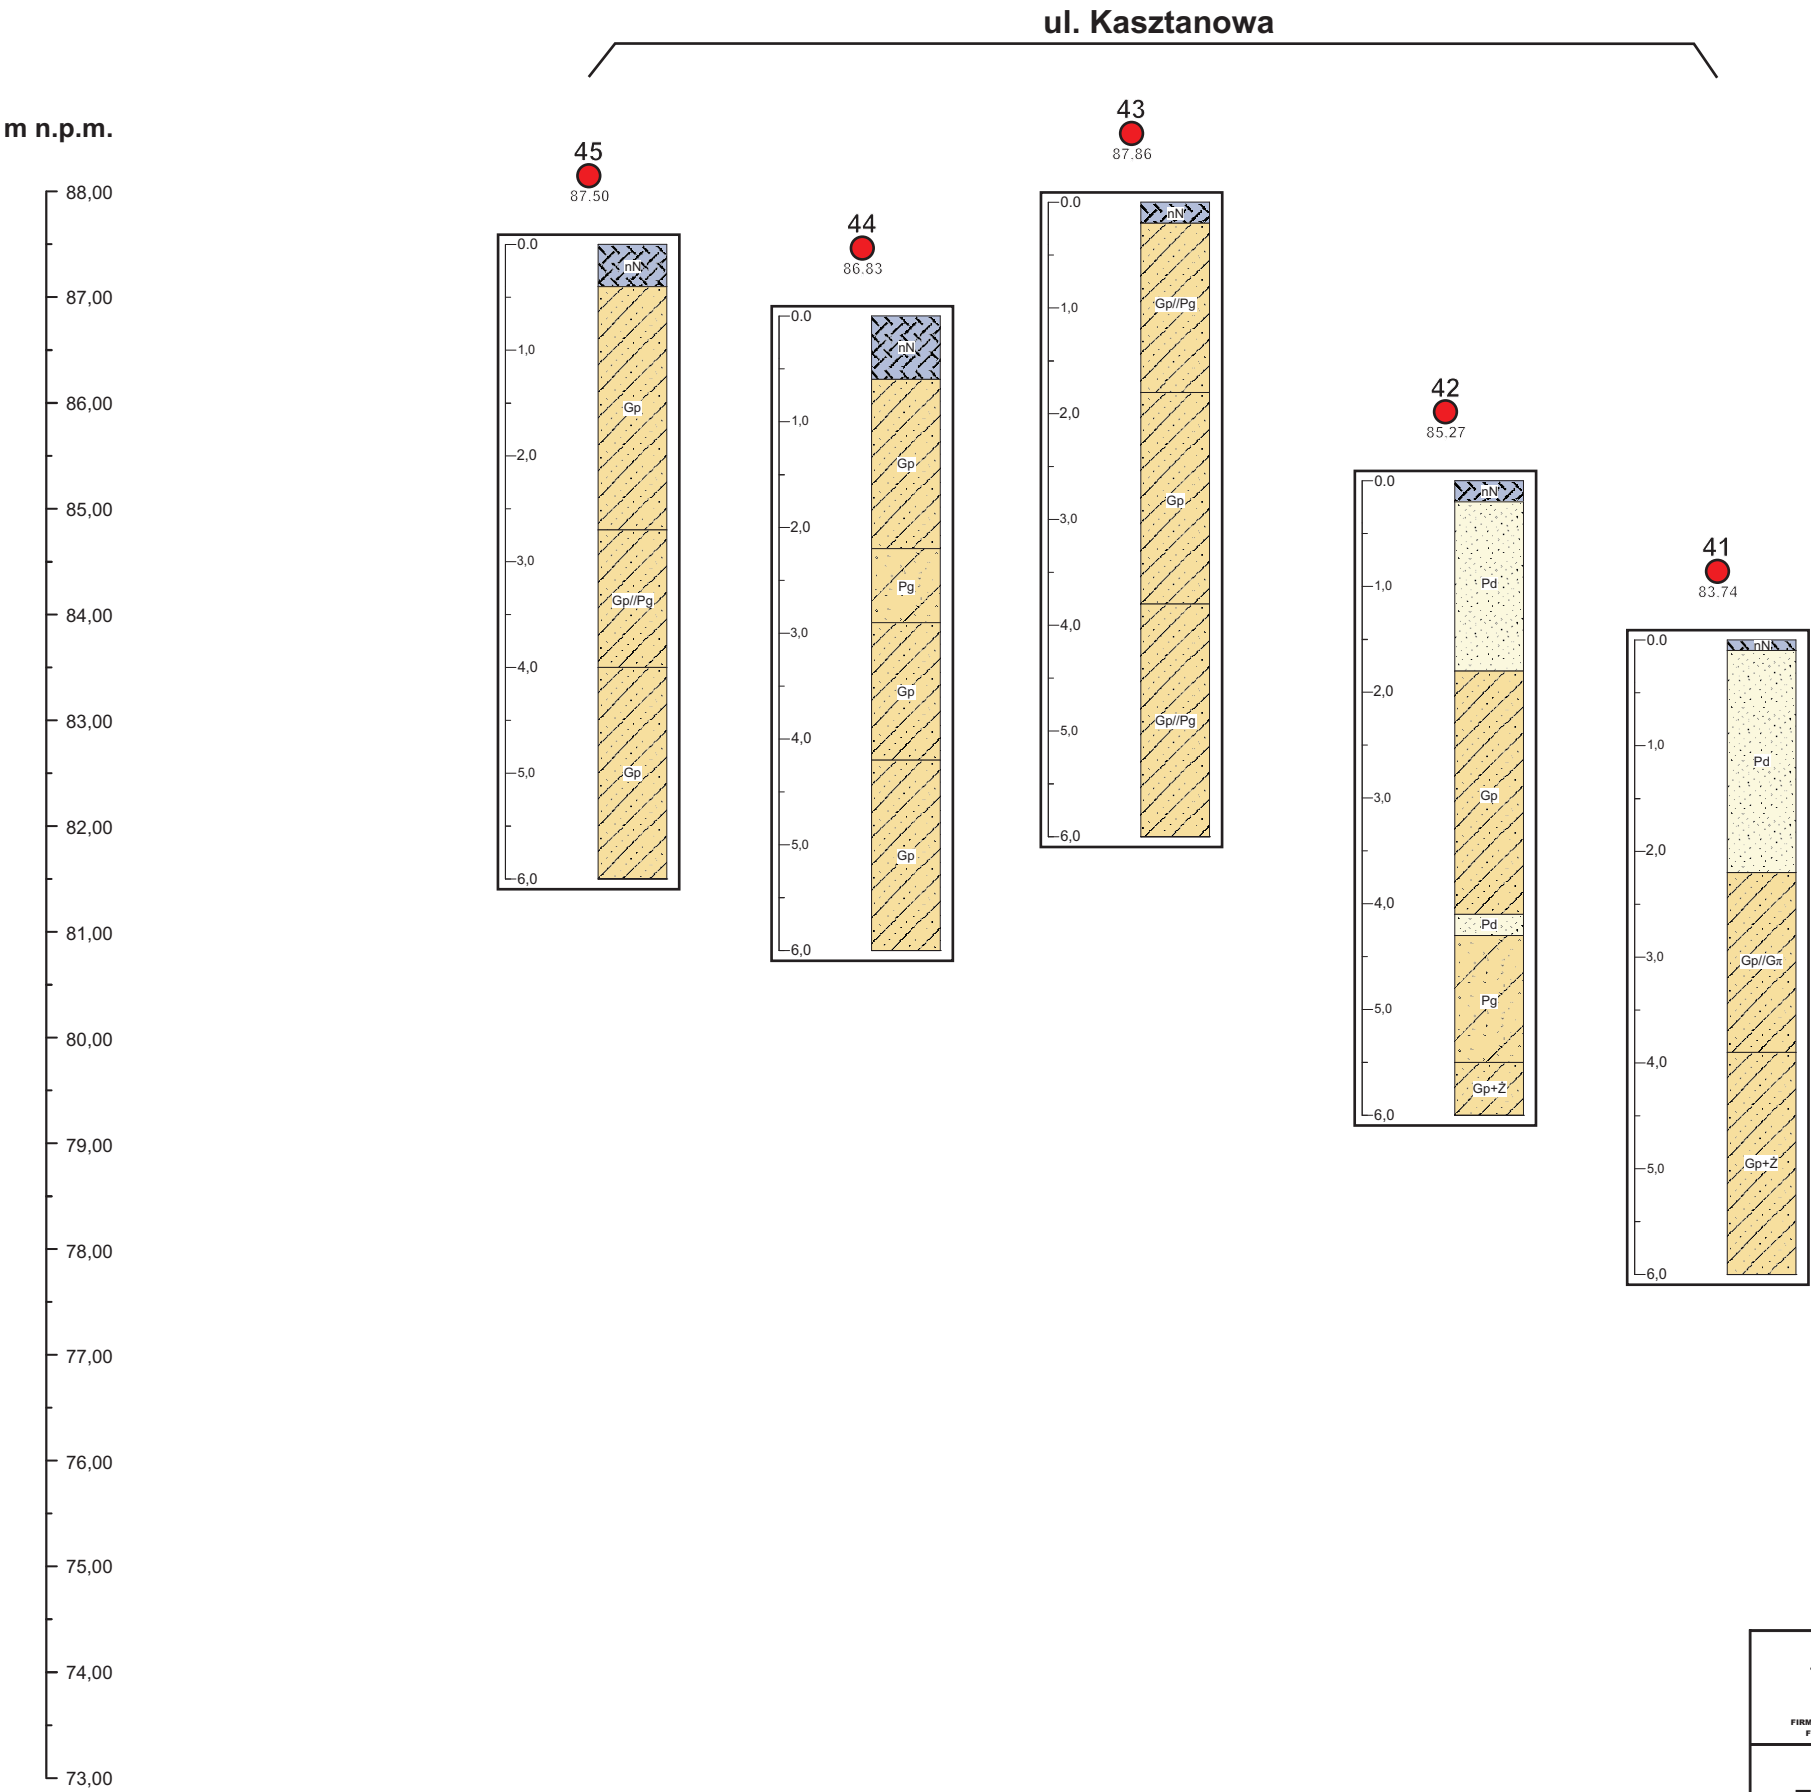 ul. Kasztanowa
m n.p.m.
88,00
87,00
86,00
85,00
84,00
83,00
82,00
81,00
80,00
79,00
78,00
77,00
76,00
75,00
74,00
73,00
45
87.50
0.0
1,0
2,0
3,0
4,0
5,0
6,0
nN
Gp
Gp//Pg
Gp
44
86.83
0.0
1,0
2,0
3,0
4,0
5,0
6,0
nN
Gp
Pg
Gp
Gp
43
87.86
0.0
1,0
2,0
3,0
4,0
5,0
6,0
nN
Gp//Pg
Gp
Gp//Pg
42
85.27
0.0
1,0
2,0
3,0
4,0
5,0
6,0
nN
Pd
Gp
Pd
Pg
Gp+Ż
41
83.74
0.0
1,0
2,0
3,0
4,0
5,0
6,0
nN
Pd
Gp//Gπ
Gp+Ż
FIRM
F